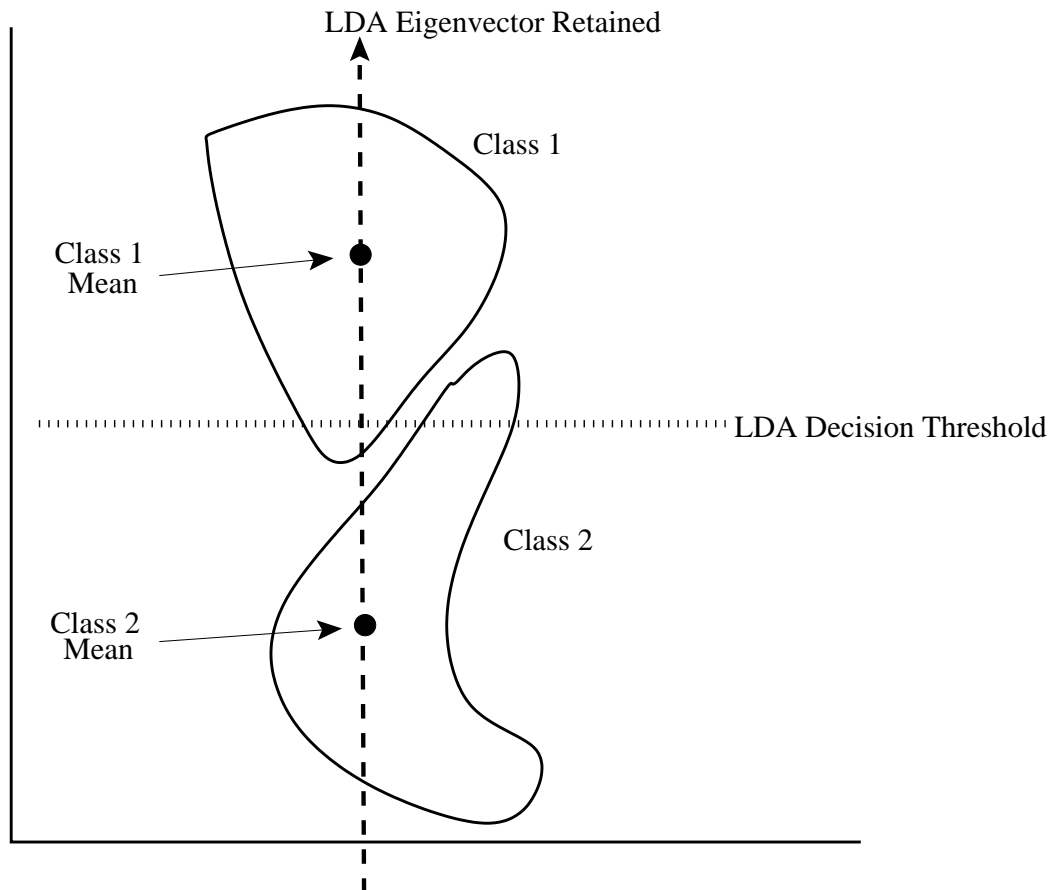 LDA Eigenvector Retained
Class 1
Class 1
Mean
LDA Decision Threshold
Class 2
Class 2
Mean